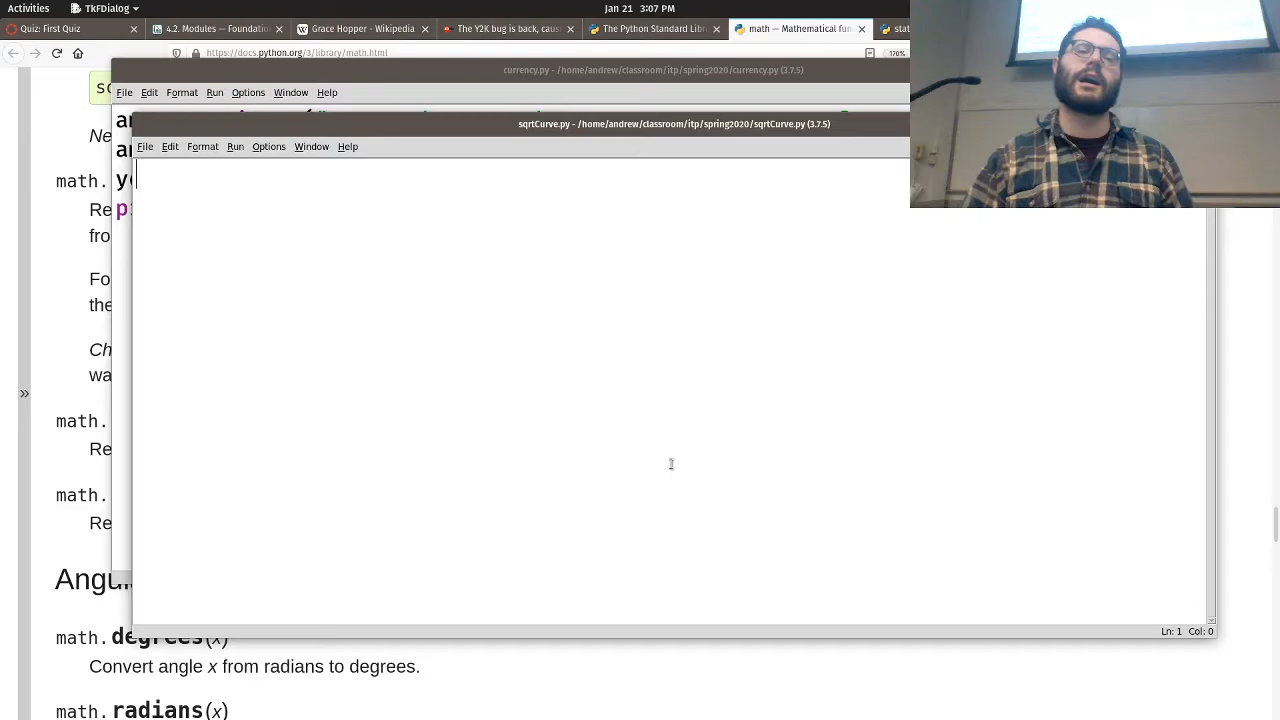 Activities
TkFDialog
Jan 21 3:07 PM
Quiz: First Quiz
4.2. Modules — Foundation
Grace Hopper - Wikipedia
The Y2K bug is back, caus
The Python Standard Libr
math — Mathematical fun
stat
https://docs.python.org/3/library/math.html
170%
currency.py - /home/andrew/classroom/itp/spring2020/currency.py (3.7.5)
File Edit Format Run Options Window Help
sqrtCurve.py - /home/andrew/classroom/itp/spring2020/sqrtCurve.py (3.7.5)
File Edit Format Run Options Window Help
math.
Re
fro
Fo
the
Ch
wa
math.
Re
math.
Re
Ln: 1 Col: 0
math.degrees(x)
Convert angle x from radians to degrees.
math.radians(x)